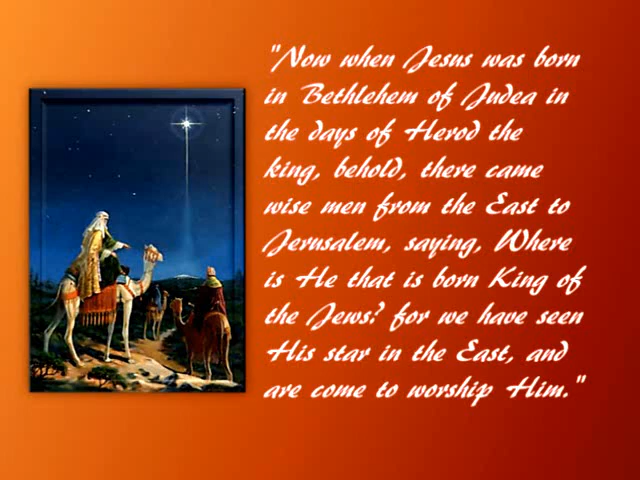 "Now when Jesus was born
in Bethlehem of Judea in
the days of Herod the
king, behold, there came
wise men from the East to
Jerusalem, saying, Where
is He that is born King of
the Jews? for we have seen
His star in the East, and
are come to worship Him."